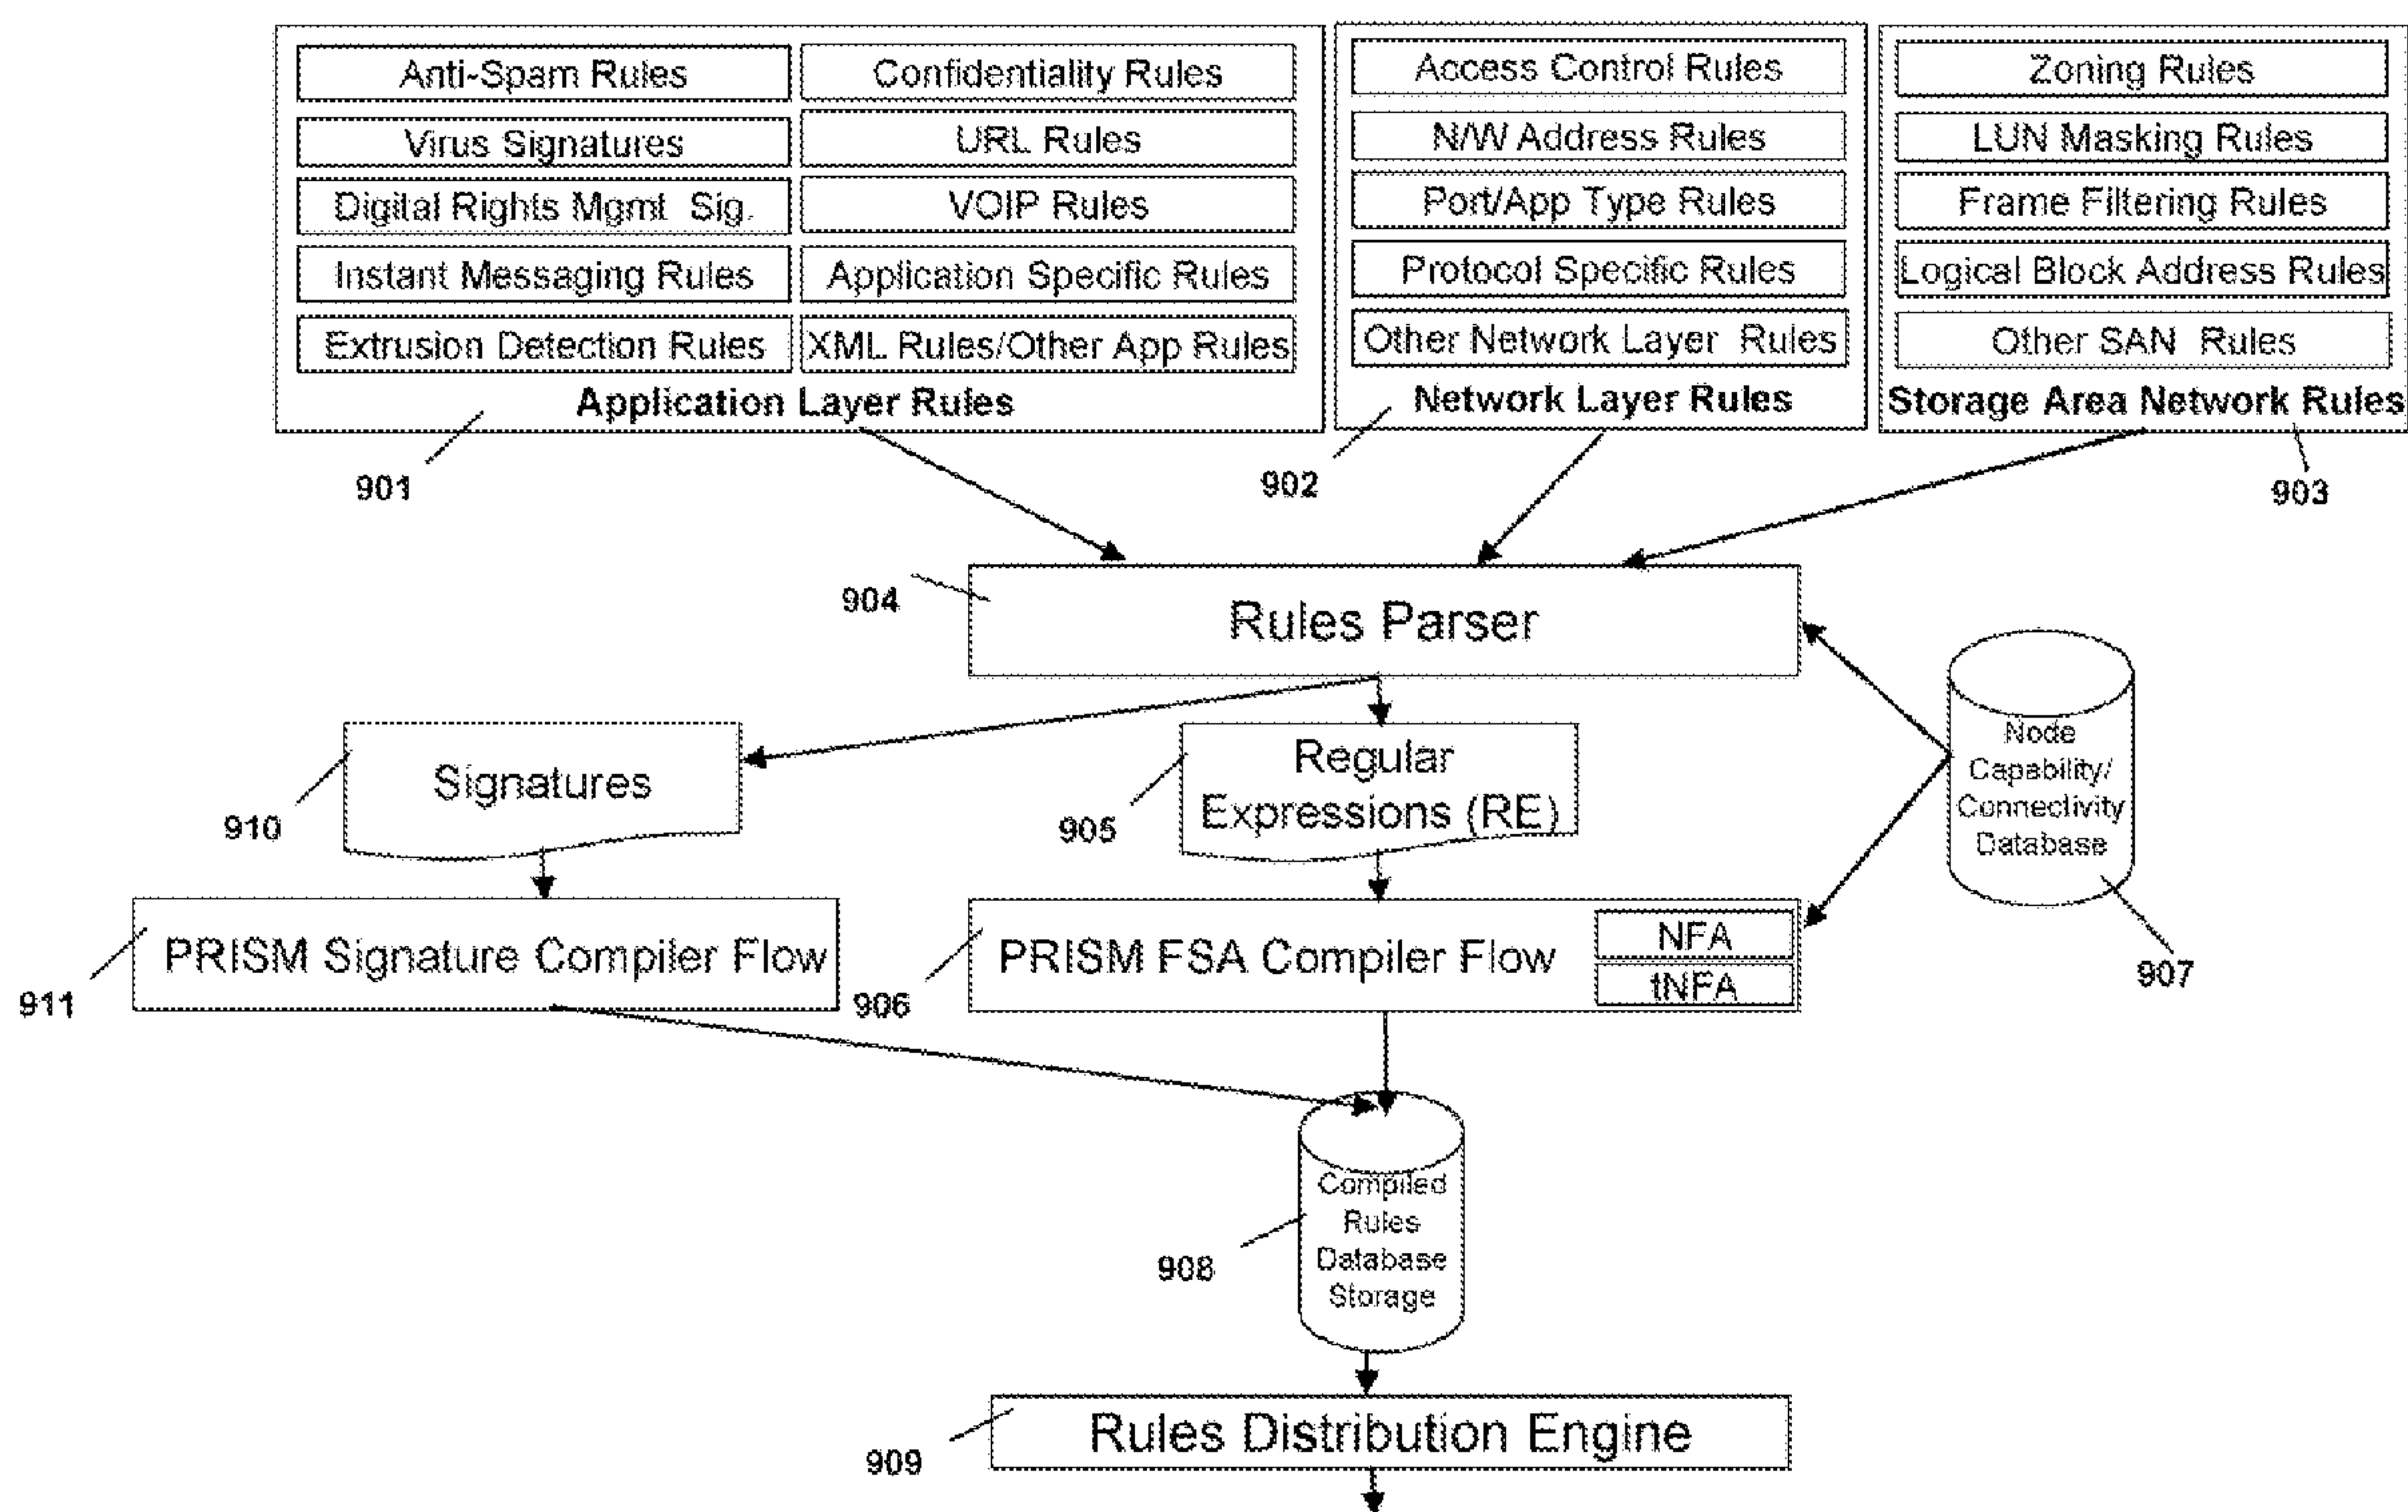 Anti-Spam Rules
Virus Signatures
Digital Rights Mgmt. Sig.
Instant Messaging Rules
Extrusion Detection Rules
Confidentiality Rules
URL Rules
VOIP Rules
Application Specific Rules
XML Rules/Other App Rules
Application Layer Rules
901
Access Control Rules
N/W Address Rules
Port/App Type Rules
Protocol Specific Rules
Other Network Layer Rules
Network Layer Rules
902
Zoning Rules
LUN Masking Rules
Frame Filtering Rules
Logical Block Address Rules
Other SAN Rules
Storage Area Network Rules
903
904
Rules Parser
Signatures
910
Regular
Expressions (RE)
905
Node
Capability/
Connectivity
Database
907
PRISM Signature Compiler Flow
911
PRISM FSA Compiler Flow
NFA
tNFA
906
Compiled
Rules
Database
Storage
908
Rules Distribution Engine
909